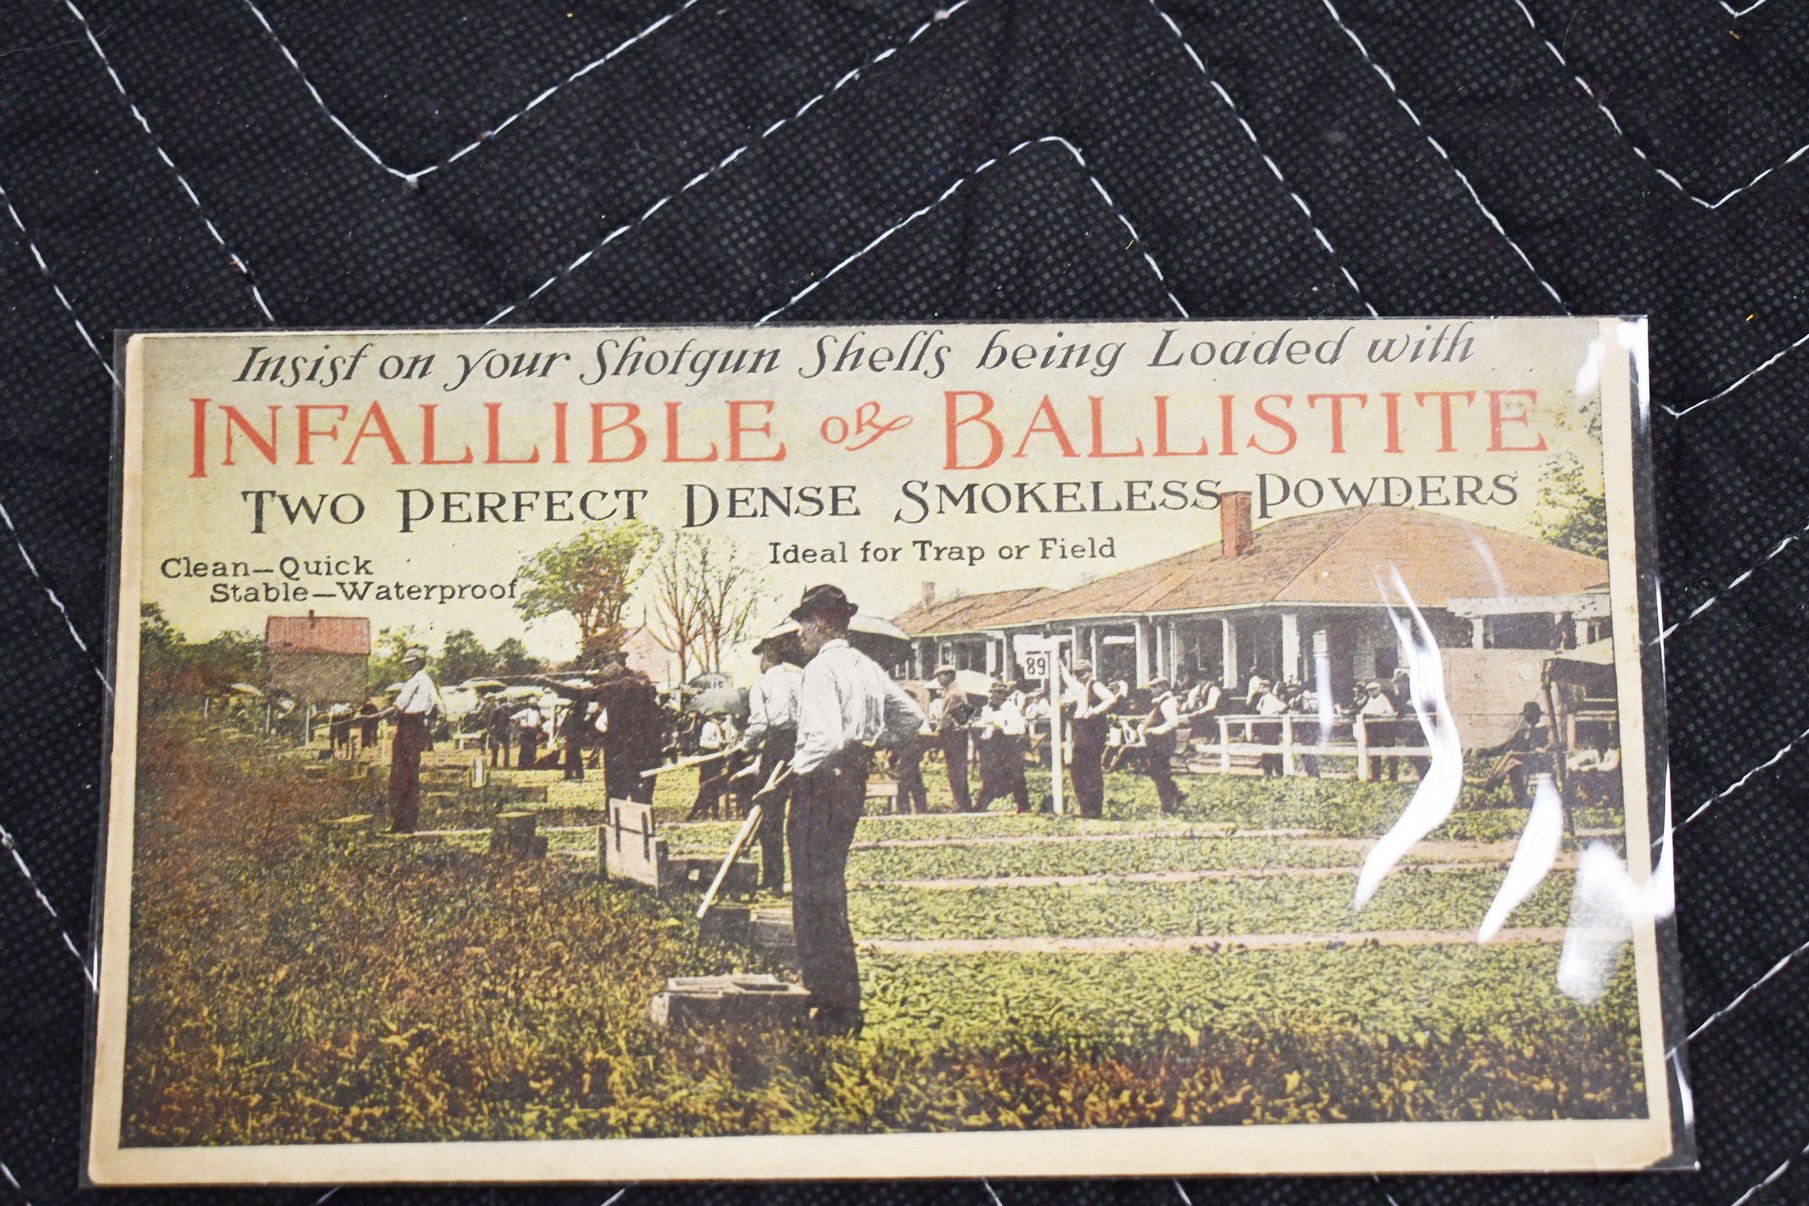 Insist on your Shotgun Shells being Loaded with
INFALLIBLE OR BALLISTITE
TWO PERFECT DENSE SMOKELESS POWDERS
Ideal for Trap or Field
Clean—Quick
Stable—Waterproof
89